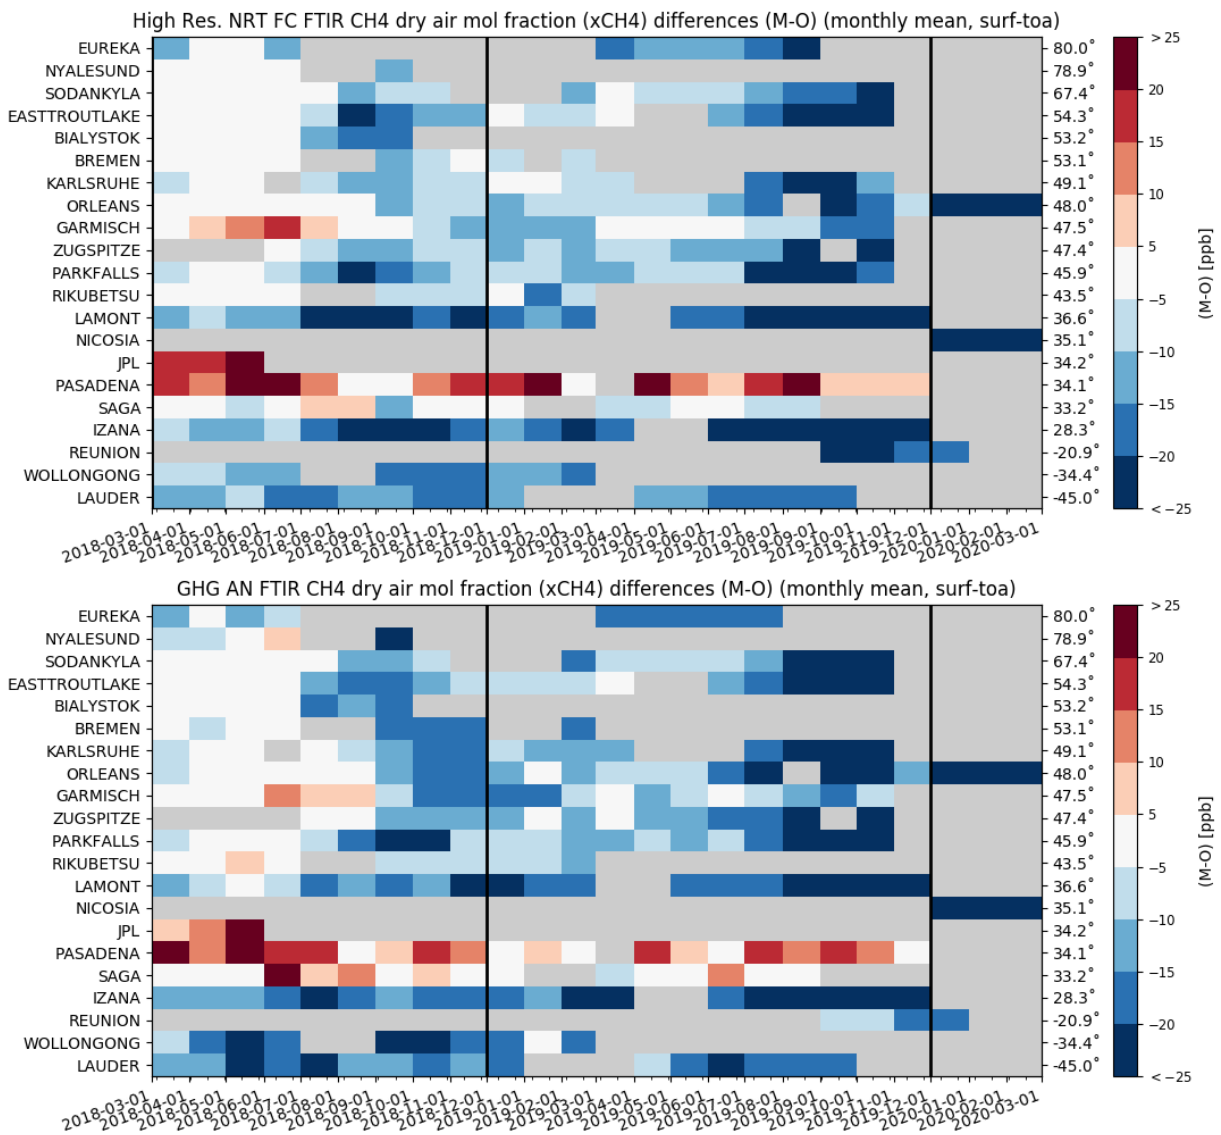 High Res. NRT FC FTIR CH4 dry air mol fraction (xCH4) differences (M-O) (monthly mean, surf-toa)
EUREKA 80.0˚
NYALESUND 78.9˚
SODANKYLA 67.4˚
EASTTROUTLAKE 54.3˚
BIALYSTOK 53.2˚
BREMEN 53.1˚
KARLSRUHE 49.1˚
ORLEANS 48.0˚
GARMISCH 47.5˚
ZUGSPITZE 47.4˚
PARKFALLS 45.9˚
RIKUBETSU 43.5˚
LAMONT 36.6˚
NICOSIA 35.1˚
JPL 34.2˚
PASADENA 34.1˚
SAGA 33.2˚
IZANA 28.3˚
REUNION -20.9˚
WOLLONGONG -34.4˚
LAUDER -45.0˚
> 25
20
15
10
5
−5
−10
−15
−20
< −25
(M-O) [ppb]
2018-03-01 2018-04-01 2018-05-01 2018-06-01 2018-07-01 2018-08-01 2018-09-01 2018-10-01 2018-11-01 2018-12-01 2019-01-01 2019-02-01 2019-03-01 2019-04-01 2019-05-01 2019-06-01 2019-07-01 2019-08-01 2019-09-01 2019-10-01 2019-11-01 2019-12-01 2020-01-01 2020-02-01 2020-03-01
GHG AN FTIR CH4 dry air mol fraction (xCH4) differences (M-O) (monthly mean, surf-toa)
EUREKA 80.0˚
NYALESUND 78.9˚
SODANKYLA 67.4˚
EASTTROUTLAKE 54.3˚
BIALYSTOK 53.2˚
BREMEN 53.1˚
KARLSRUHE 49.1˚
ORLEANS 48.0˚
GARMISCH 47.5˚
ZUGSPITZE 47.4˚
PARKFALLS 45.9˚
RIKUBETSU 43.5˚
LAMONT 36.6˚
NICOSIA 35.1˚
JPL 34.2˚
PASADENA 34.1˚
SAGA 33.2˚
IZANA 28.3˚
REUNION -20.9˚
WOLLONGONG -34.4˚
LAUDER -45.0˚
> 25
20
15
10
5
−5
−10
−15
−20
< −25
(M-O) [ppb]
2018-03-01 2018-04-01 2018-05-01 2018-06-01 2018-07-01 2018-08-01 2018-09-01 2018-10-01 2018-11-01 2018-12-01 2019-01-01 2019-02-01 2019-03-01 2019-04-01 2019-05-01 2019-06-01 2019-07-01 2019-08-01 2019-09-01 2019-10-01 2019-11-01 2019-12-01 2020-01-01 2020-02-01 2020-03-01